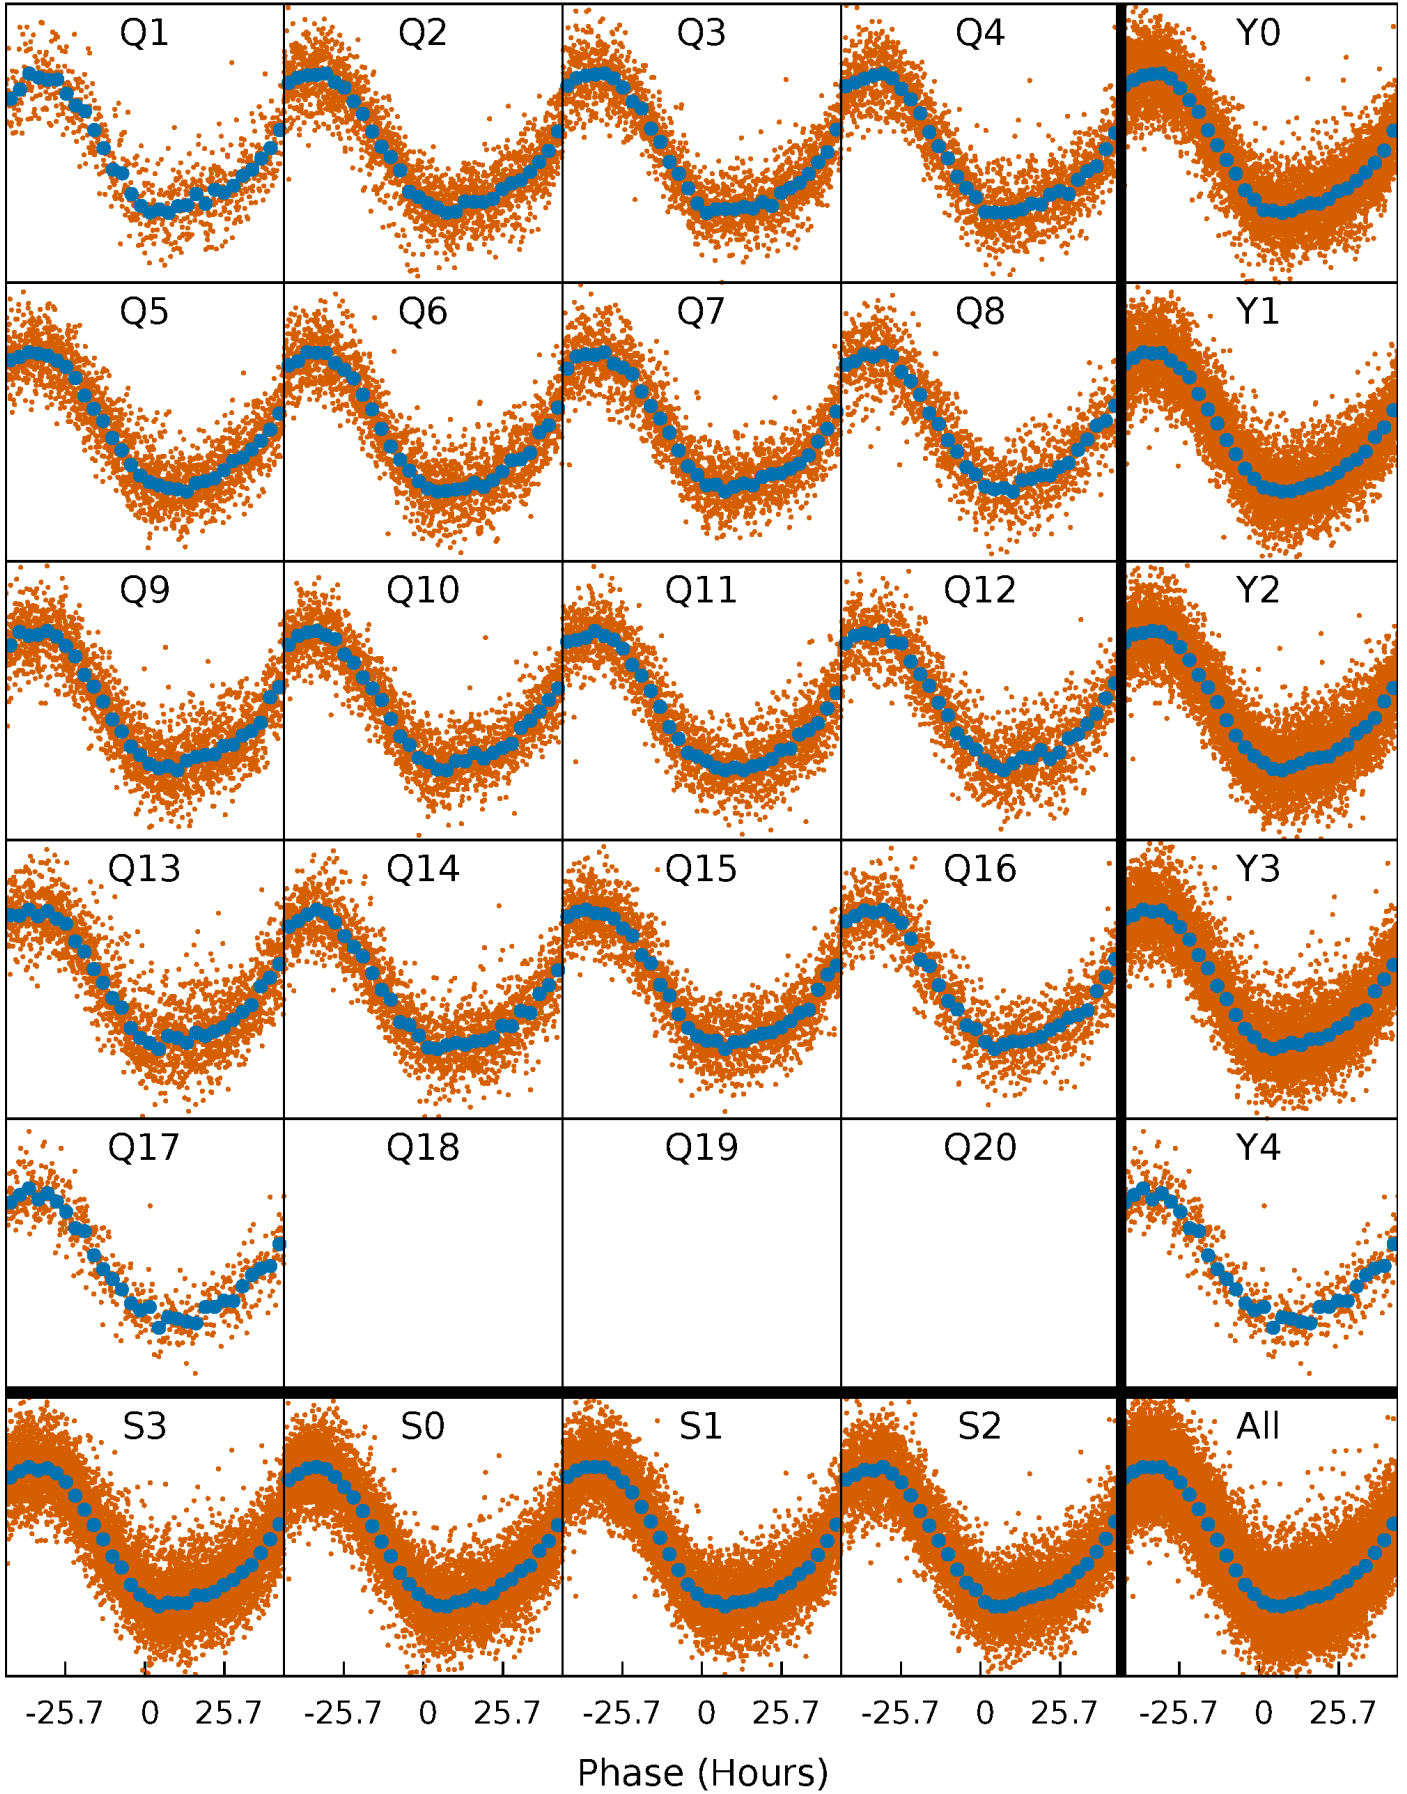 Q1 Q2 Q3 Q4 Y0
Q5 Q6 Q7 Q8 Y1
Q9 Q10 Q11 Q12 Y2
Q13 Q14 Q15 Q16 Y3
Q17 Q18 Q19 Q20 Y4
S3 S0 S1 S2 All
-25.7 0 25.7 -25.7 0 25.7 -25.7 0 25.7 -25.7 0 25.7 -25.7 0 25.7
Phase (Hours)